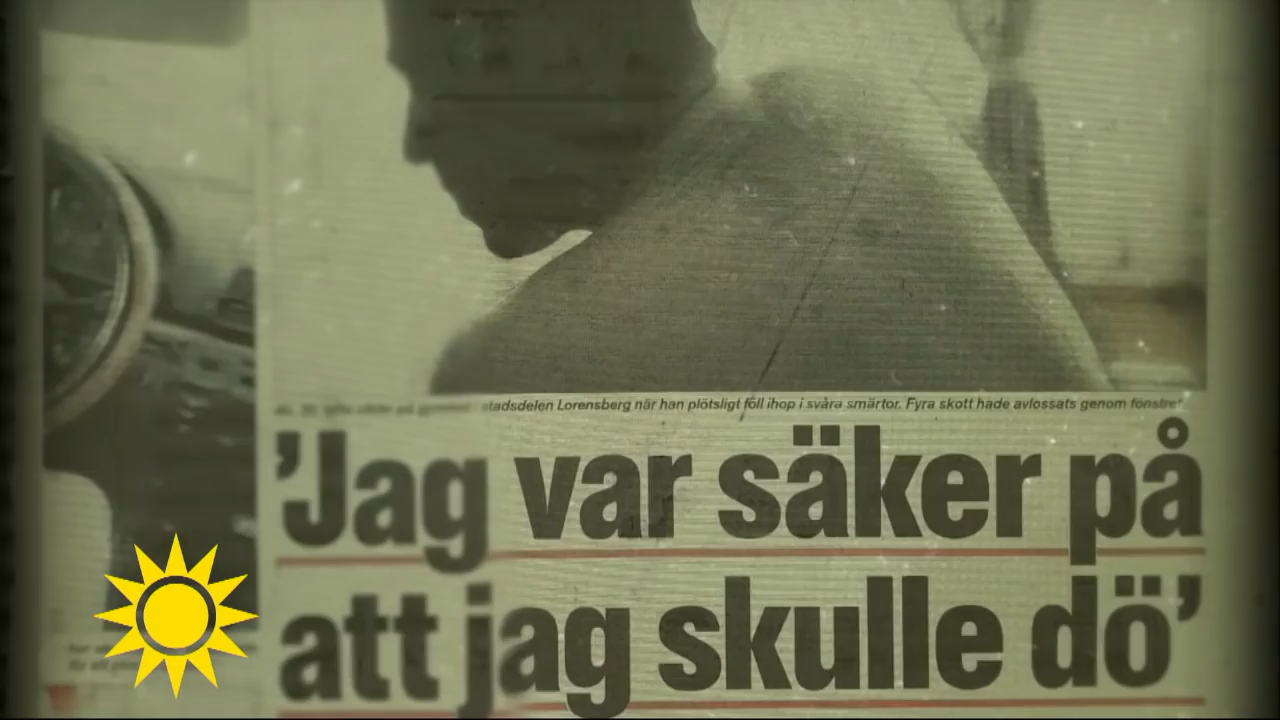 stadsdelen Lorensberg när han plötsligt föll ihop i svåra smärtor. Fyra skott hade avlossats genom fönstret
'Jag var säker på
att jag skulle dö'